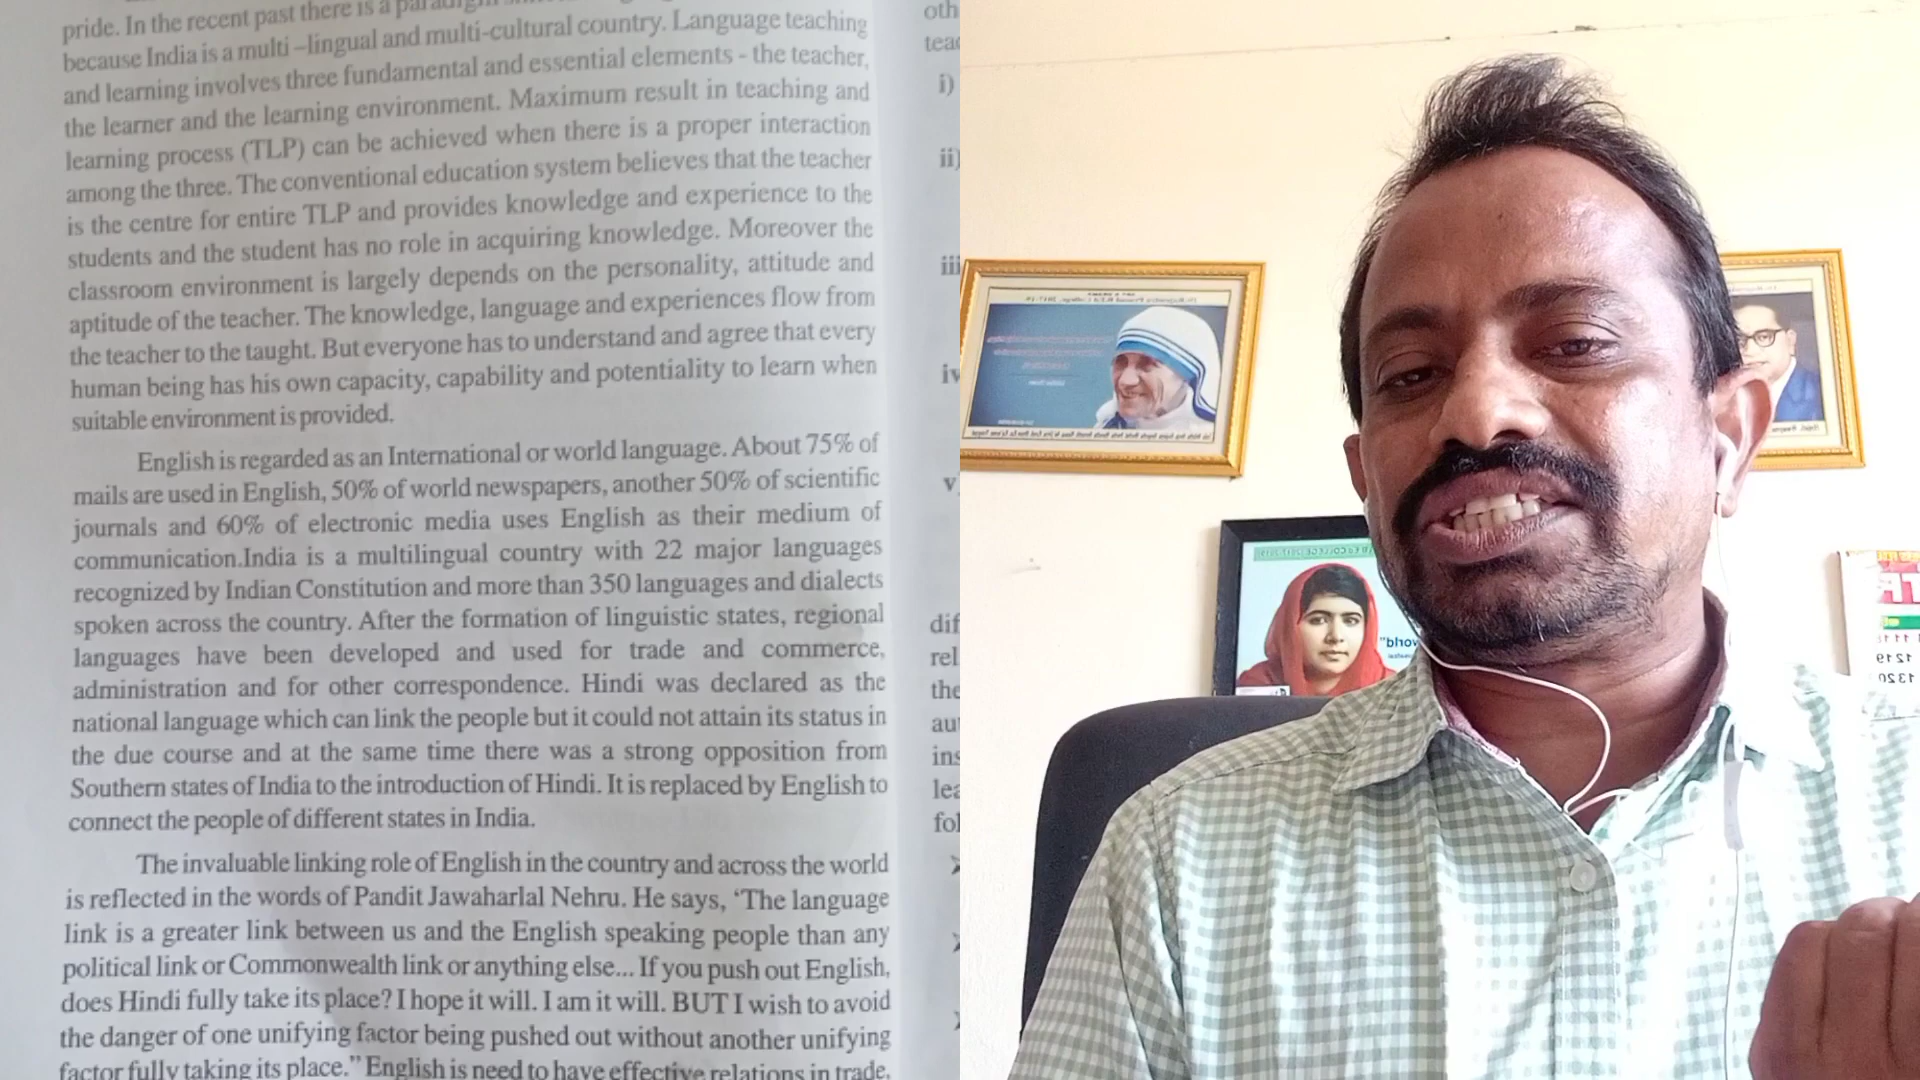 pride. In the recent past there is a
because India is a multi –lingual and multi-cultural country. Language teaching
and learning involves three fundamental and essential elements - the teacher,
the learner and the learning environment. Maximum result in teaching and
learning process (TLP) can be achieved when there is a proper interaction
among the three. The conventional education system believes that the teacher
is the centre for entire TLP and provides knowledge and experience to the
students and the student has no role in acquiring knowledge. Moreover the
classroom environment is largely depends on the personality, attitude and
aptitude of the teacher. The knowledge, language and experiences flow from
the teacher to the taught. But everyone has to understand and agree that every
human being has his own capacity, capability and potentiality to learn when
suitable environment is provided.
English is regarded as an International or world language. About 75% of
mails are used in English, 50% of world newspapers, another 50% of scientific
journals and 60% of electronic media uses English as their medium of
communication.India is a multilingual country with 22 major languages
recognized by Indian Constitution and more than 350 languages and dialects
spoken across the country. After the formation of linguistic states, regional
languages have been developed and used for trade and commerce,
administration and for other correspondence. Hindi was declared as the
national language which can link the people but it could not attain its status in
the due course and at the same time there was a strong opposition from
Southern states of India to the introduction of Hindi. It is replaced by English to
connect the people of different states in India.
The invaluable linking role of English in the country and across the world
is reflected in the words of Pandit Jawaharlal Nehru. He says, ‘The language
link is a greater link between us and the English speaking people than any
political link or Commonwealth link or anything else... If you push out English,
does Hindi fully take its place? I hope it will. I am it will. BUT I wish to avoid
the danger of one unifying factor being pushed out without another unifying
factor fully taking its place.” English is need to have effective relations in trade,
i)
ii)
iii
iv
v
dif
rel
the
au
ins
lea
fol